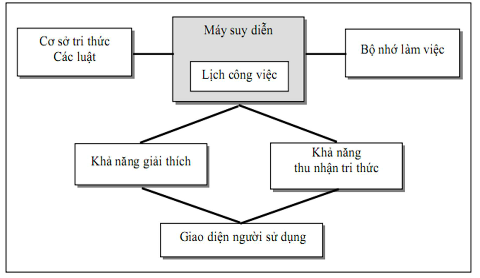 Cơ sở tri thức
Các luật
Máy suy diễn
Lịch công việc
Bộ nhớ làm việc
Khả năng giải thích
Khả năng
thu nhận tri thức
Giao diện người sử dụng